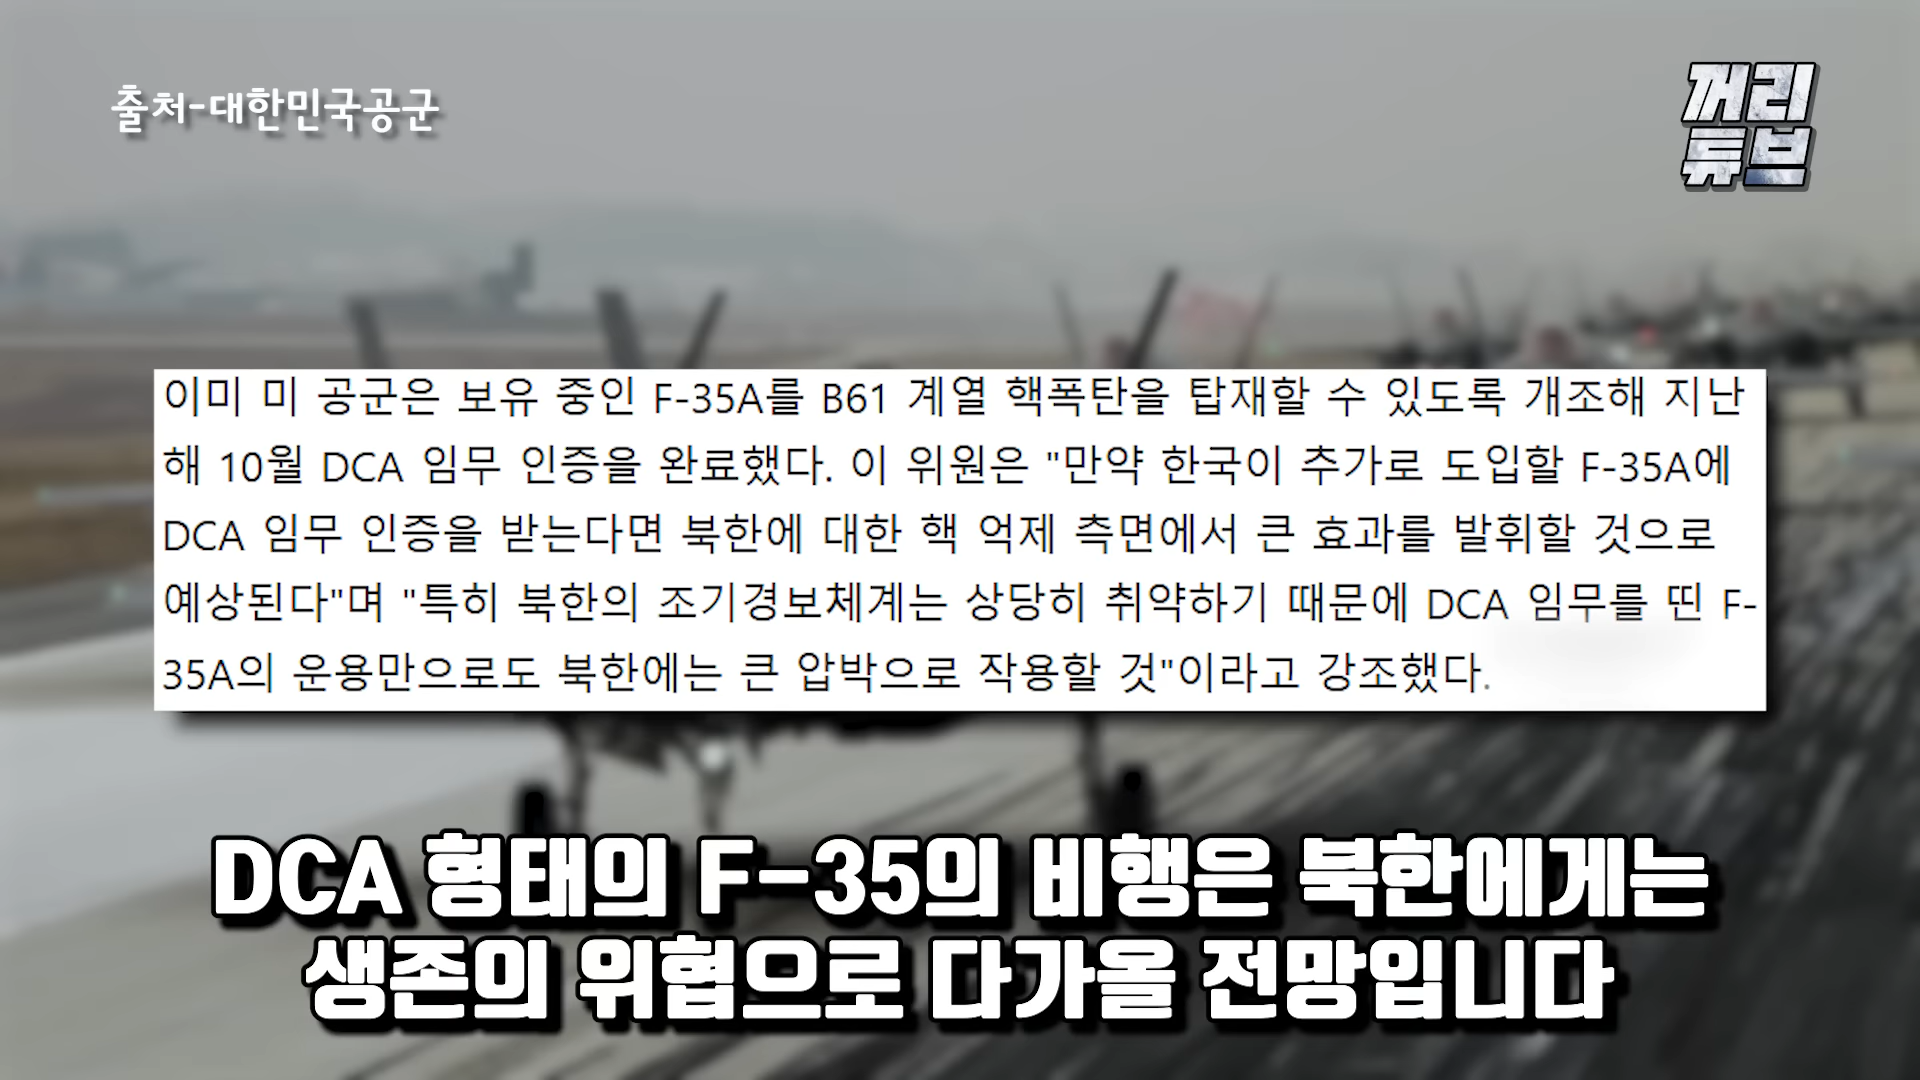 출처-대한민국공군
꺼리
튜브
이미 미 공군은 보유 중인 F-35A를 B61 계열 핵폭탄을 탑재할 수 있도록 개조해 지난
해 10월 DCA 임무 인증을 완료했다. 이 위원은 "만약 한국이 추가로 도입할 F-35A에
DCA 임무 인증을 받는다면 북한에 대한 핵 억제 측면에서 큰 효과를 발휘할 것으로
예상된다"며 "특히 북한의 조기경보체계는 상당히 취약하기 때문에 DCA 임무를 띤 F-
35A의 운용만으로도 북한에는 큰 압박으로 작용할 것"이라고 강조했다.
DCA 형태의 F-35의 비행은 북한에게는
생존의 위협으로 다가올 전망입니다